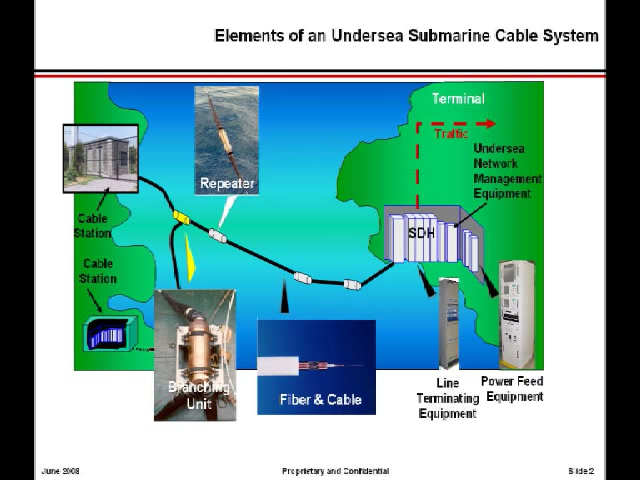 Elements of an Undersea Submarine Cable System
Terminal
Traffic
Undersea
Network
Management
Equipment
Repeater
Cable
Station
SDH
Cable
Station
Branching
Unit
Fiber & Cable
Line
Terminating
Equipment
Power Feed
Equipment
June 2008
Proprietary and Confidential
Slide 2